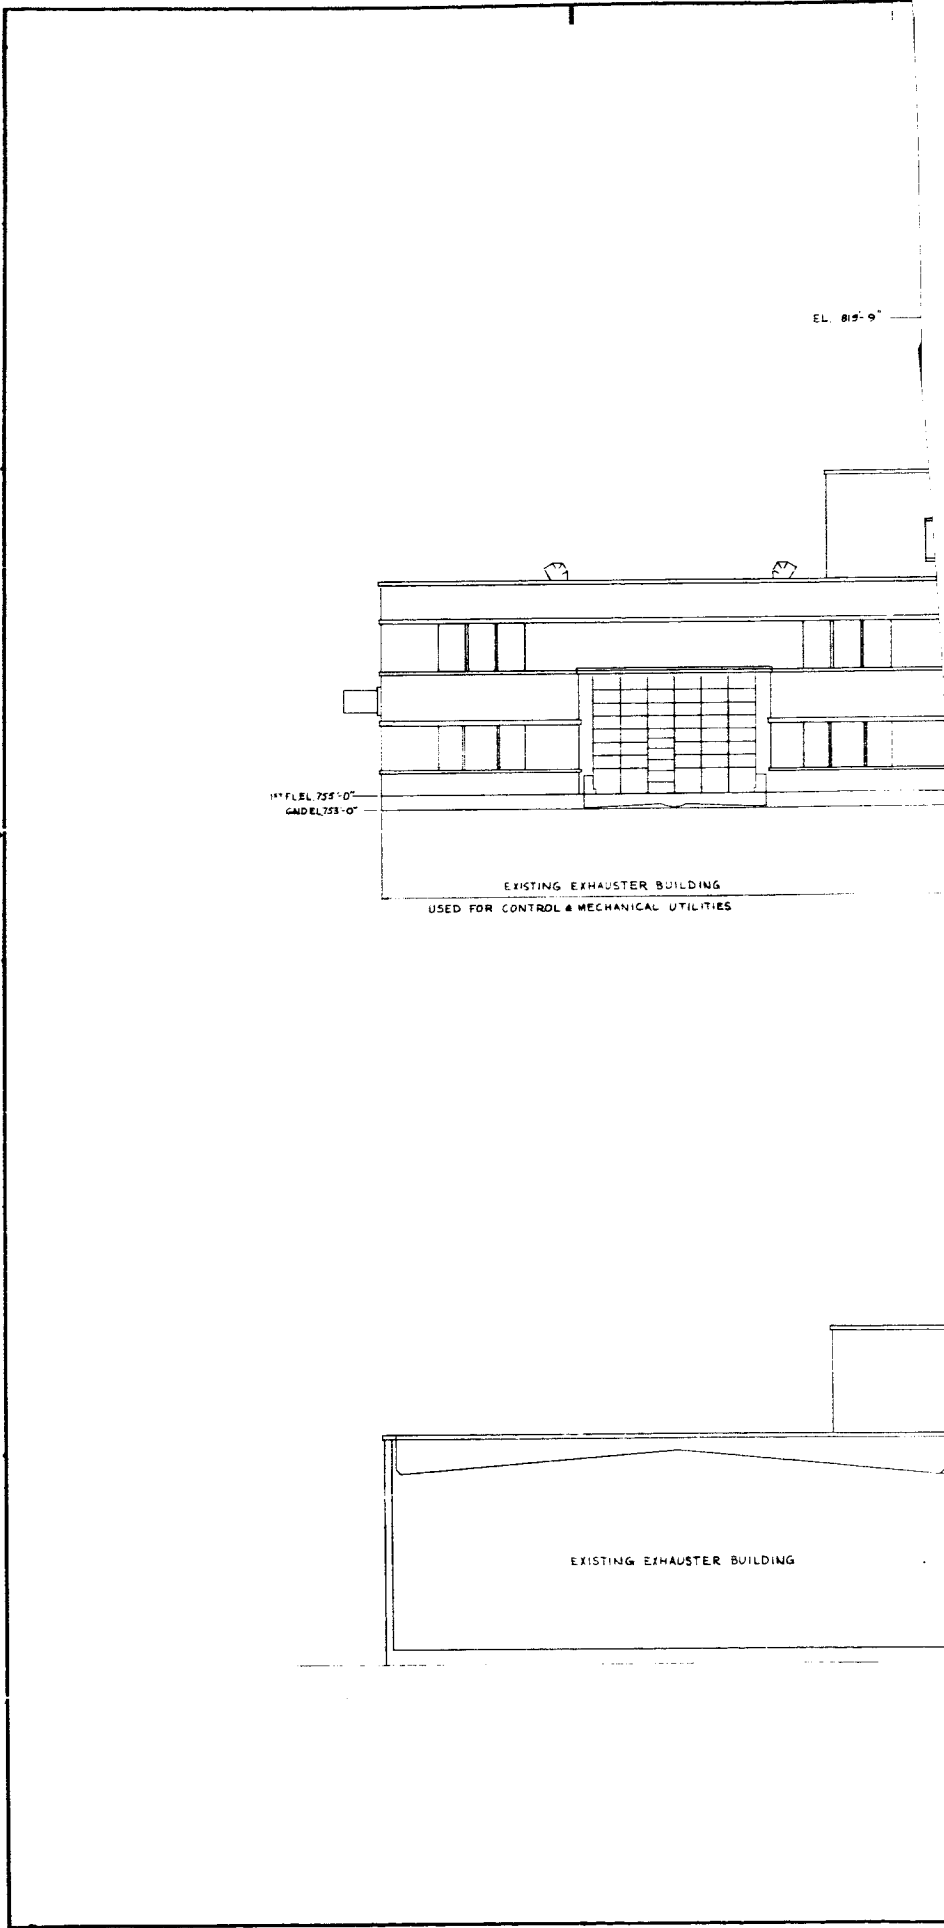 EL. 819'-9"
1ST FL.EL. 755'-0"
GND EL. 753'-0"
EXISTING EXHAUSTER BUILDING
USED FOR CONTROL & MECHANICAL UTILITIES
EXISTING EXHAUSTER BUILDING